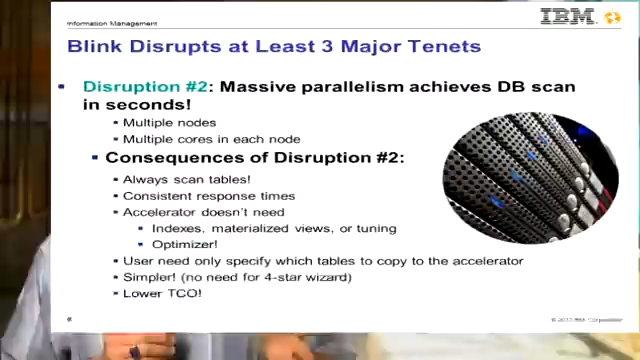 Information Management
IBM
Blink Disrupts at Least 3 Major Tenets
Disruption #2: Massive parallelism achieves DB scan
in seconds!
Multiple nodes
Multiple cores in each node
Consequences of Disruption #2:
Always scan tables!
Consistent response times
Accelerator doesn't need
Indexes, materialized views, or tuning
Optimizer!
User need only specify which tables to copy to the accelerator
Simpler! (no need for 4-star wizard)
Lower TCO!
IBM Corporation